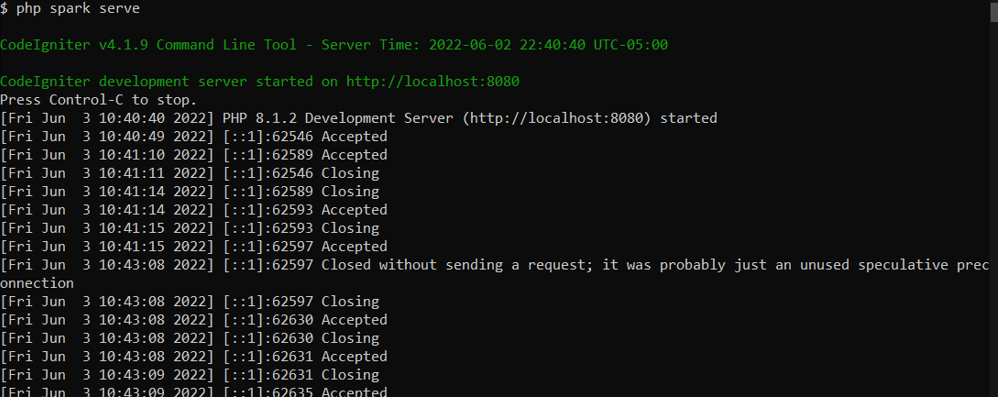 $ php spark serve
CodeIgniter v4.1.9 Command Line Tool - Server Time: 2022-06-02 22:40:40 UTC-05:00
CodeIgniter development server started on http://localhost:8080
Press Control-C to stop.
[Fri Jun  3 10:40:40 2022] PHP 8.1.2 Development Server (http://localhost:8080) started
[Fri Jun  3 10:40:49 2022] [::1]:62546 Accepted
[Fri Jun  3 10:41:10 2022] [::1]:62589 Accepted
[Fri Jun  3 10:41:11 2022] [::1]:62546 Closing
[Fri Jun  3 10:41:14 2022] [::1]:62589 Closing
[Fri Jun  3 10:41:14 2022] [::1]:62593 Accepted
[Fri Jun  3 10:41:15 2022] [::1]:62593 Closing
[Fri Jun  3 10:41:15 2022] [::1]:62597 Accepted
[Fri Jun  3 10:43:08 2022] [::1]:62597 Closed without sending a request; it was probably just an unused speculative prec
onnection
[Fri Jun  3 10:43:08 2022] [::1]:62597 Closing
[Fri Jun  3 10:43:08 2022] [::1]:62630 Accepted
[Fri Jun  3 10:43:08 2022] [::1]:62630 Closing
[Fri Jun  3 10:43:08 2022] [::1]:62631 Accepted
[Fri Jun  3 10:43:09 2022] [::1]:62631 Closing
[Fri Jun  3 10:43:09 2022] [::1]:62635 Accepted